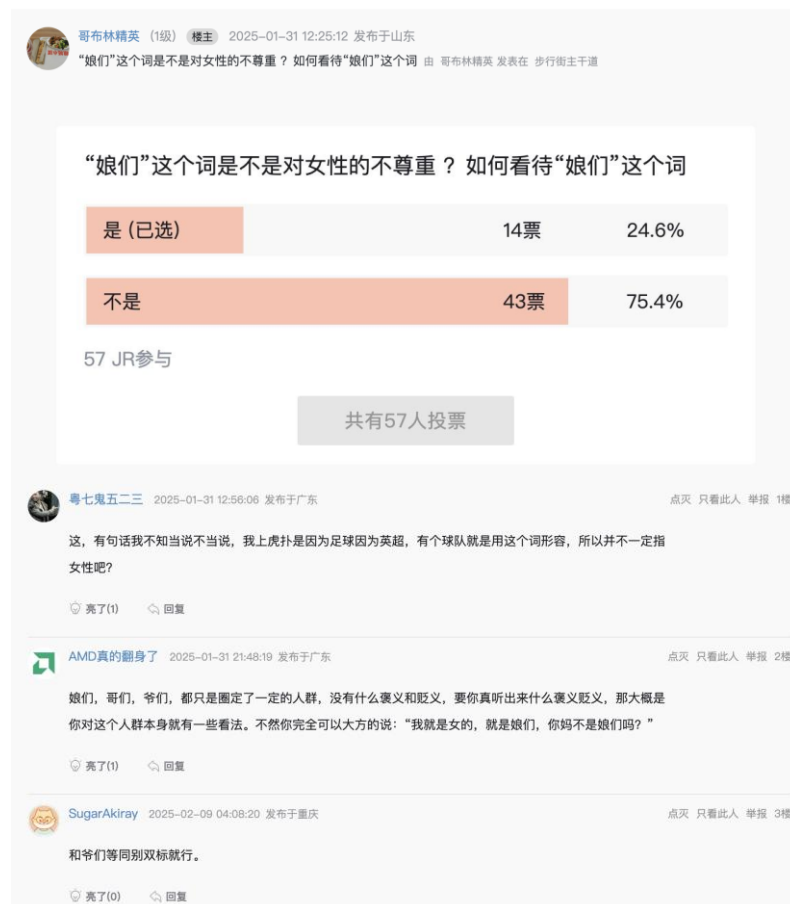 哥布林精英 (1级) 楼主 2025-01-31 12:25:12 发布于山东
“娘们”这个词是不是对女性的不尊重？如何看待“娘们”这个词 由 哥布林精英 发表在 步行街主干道
“娘们”这个词是不是对女性的不尊重？如何看待“娘们”这个词
是 (已选) 14票 24.6%
不是 43票 75.4%
57 JR参与
共有57人投票
粤七鬼五二三 2025-01-31 12:56:06 发布于广东 点灭 只看此人 举报 1楼
这，有句话我不知当说不当说，我上虎扑是因为足球因为英超，有个球队就是用这个词形容，所以并不一定指
女性吧？
亮了(1) 回复
AMD真的翻身了 2025-01-31 21:48:19 发布于广东 点灭 只看此人 举报 2楼
娘们，哥们，爷们，都只是圈定了一定的人群，没有什么褒义和贬义，要你真听出来什么褒义贬义，那大概是
你对这个人群本身就有一些看法。不然你完全可以大方的说：“我就是女的，就是娘们，你妈不是娘们吗？”
亮了(1) 回复
SugarAkiray 2025-02-09 04:08:20 发布于重庆 点灭 只看此人 举报 3楼
和爷们等同别双标就行。
亮了(0) 回复